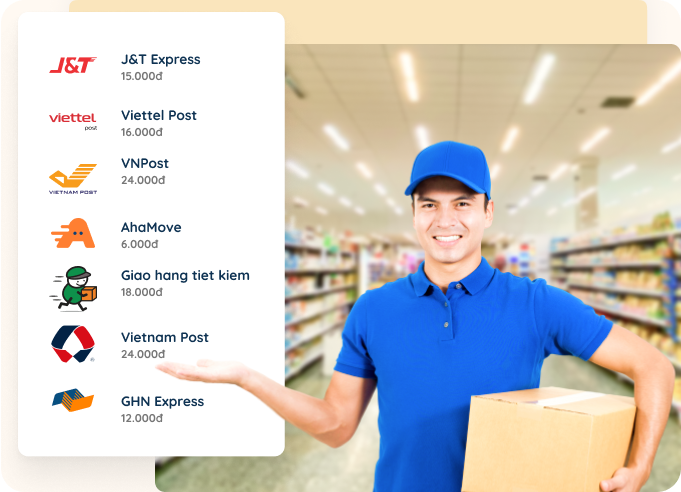 J&T
J&T Express
15.000đ
viettel
post
Viettel Post
16.000đ
VNPost
24.000đ
VIETNAM POST
AhaMove
6.000đ
Giao hang tiet kiem
18.000đ
Vietnam Post
24.000đ
GHN Express
12.000đ